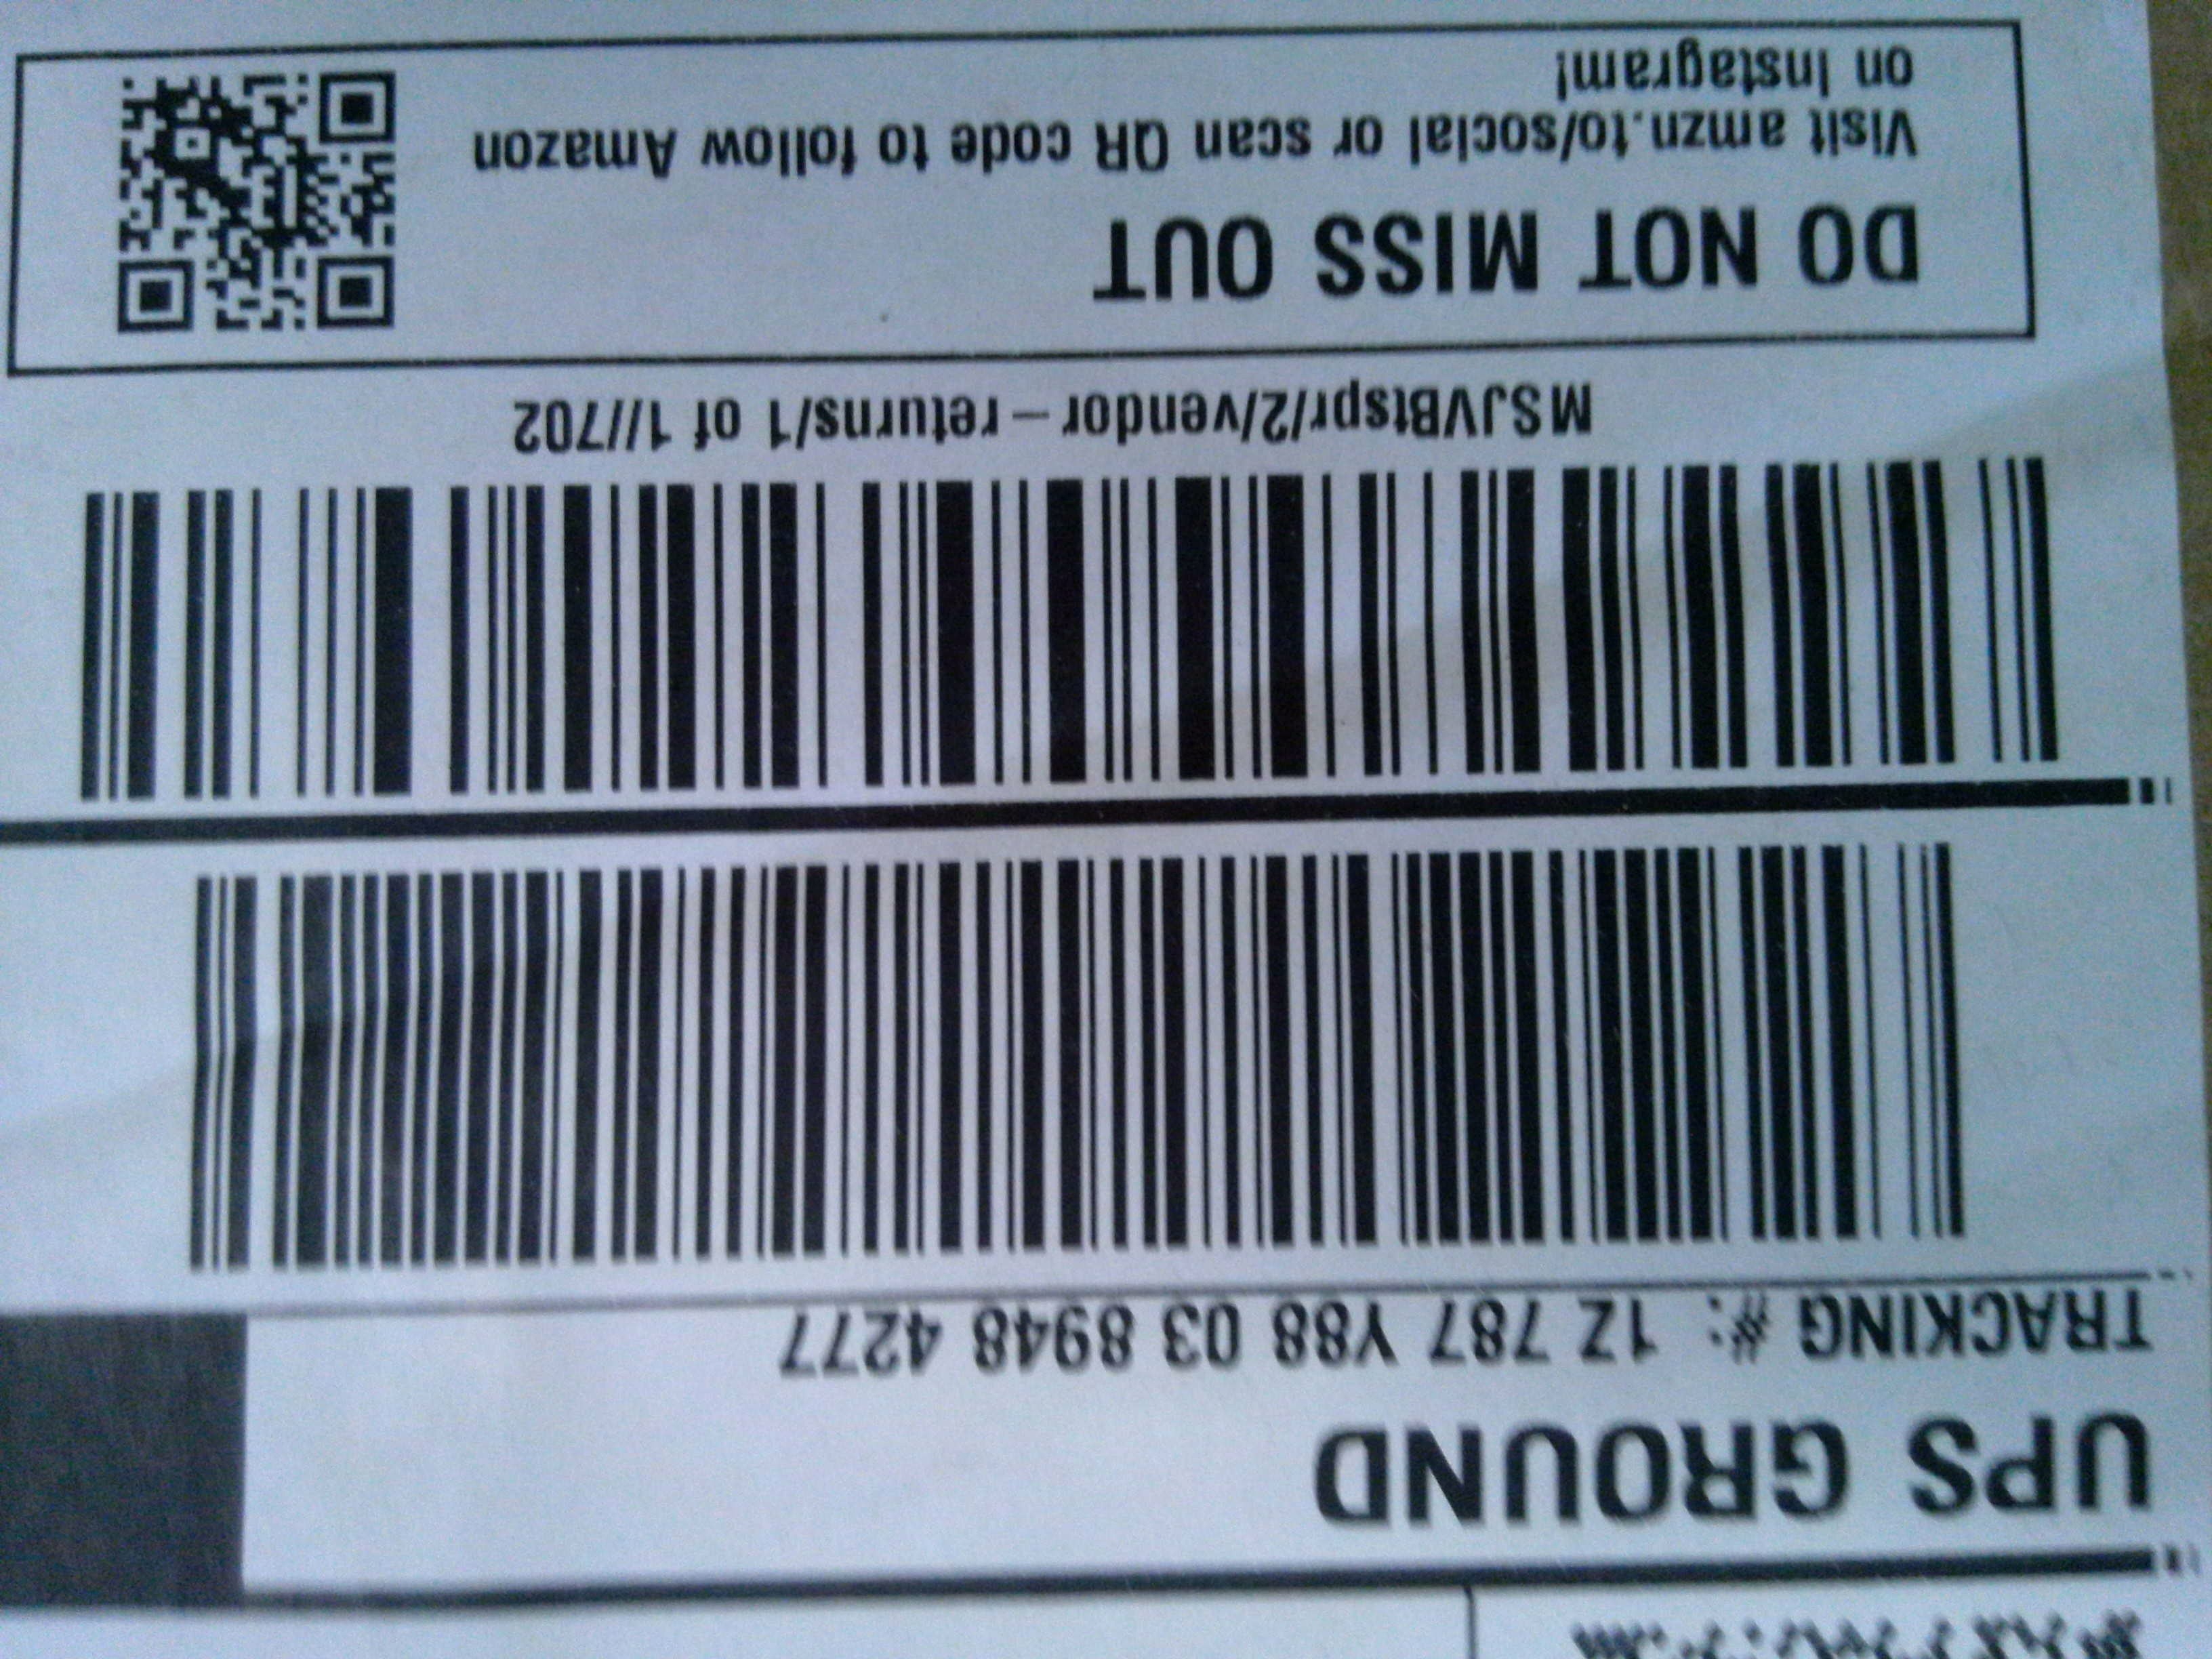 UPS GROUND
TRACKING #: 1Z 787 Y88 03 8948 4277
MSJVBtspr/2/vendor-returns/1 of 1//702
DO NOT MISS OUT
Visit amzn.to/social or scan QR code to follow Amazon
on Instagram!